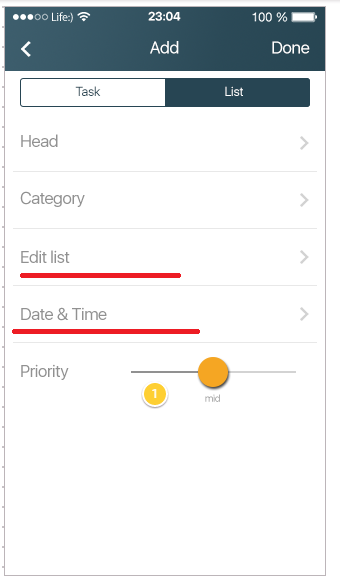 Life:) 23:04 100 %
Add Done
Task List
Head
Category
Edit list
Date & Time
Priority
1 mid